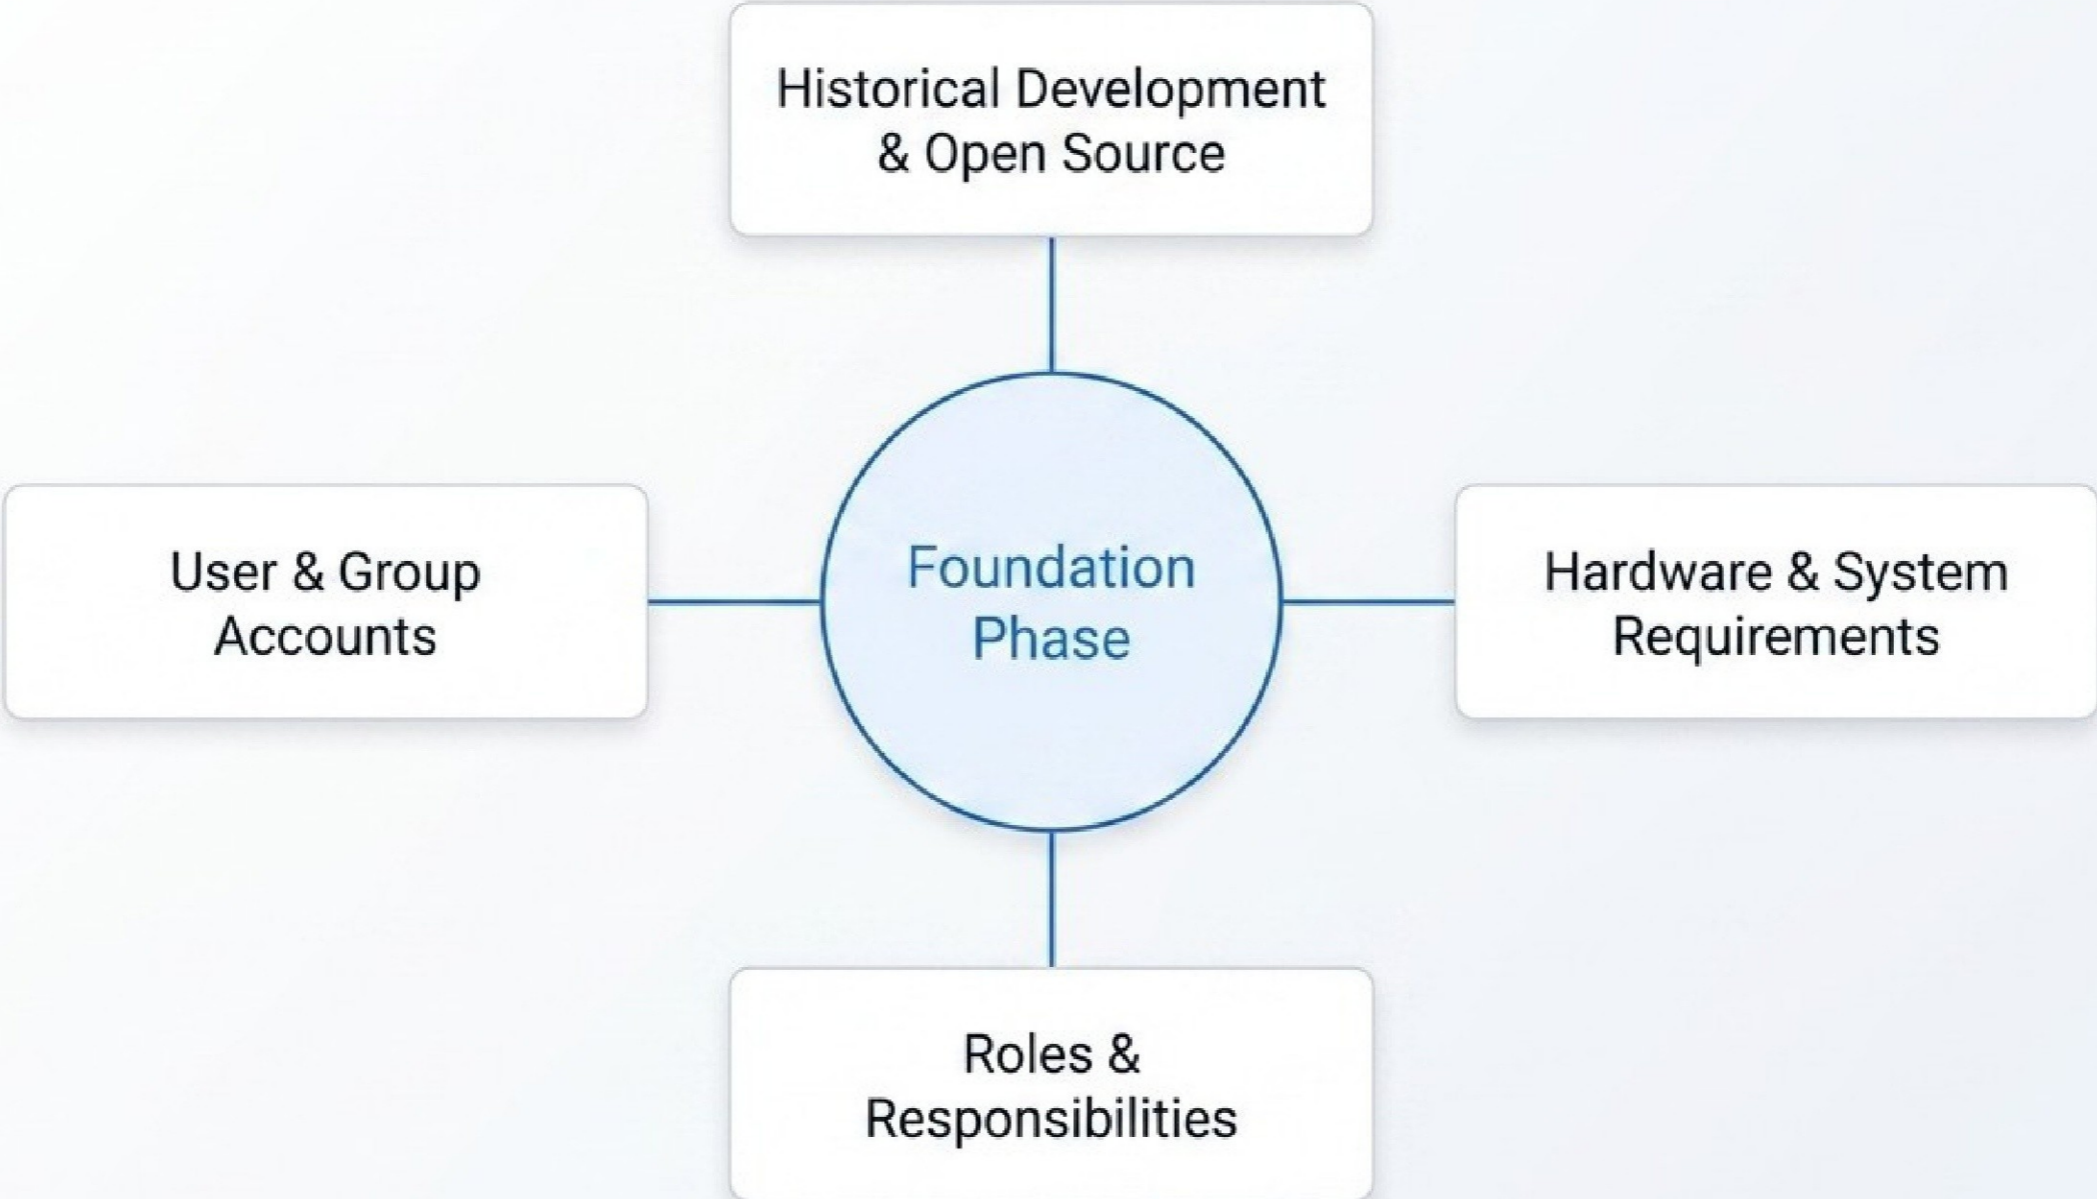 Historical Development
& Open Source
User & Group
Accounts
Foundation
Phase
Hardware & System
Requirements
Roles &
Responsibilities